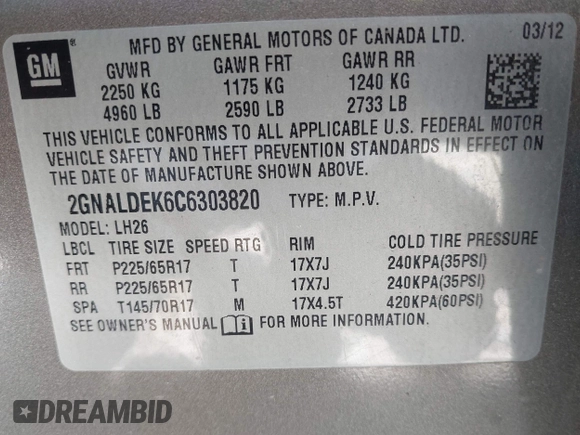 GM
MFD BY GENERAL MOTORS OF CANADA LTD. 03/12
GVWR GAWR FRT GAWR RR
2250 KG 1175 KG 1240 KG
4960 LB 2590 LB 2733 LB
THIS VEHICLE CONFORMS TO ALL APPLICABLE U.S. FEDERAL MOTOR
VEHICLE SAFETY AND THEFT PREVENTION STANDARDS IN EFFECT ON
THE DATE OF MANUFACTURE SHOWN ABOVE.
2GNALDEK6C6303820 TYPE: M.P.V.
MODEL: LH26
LBCL TIRE SIZE SPEED RTG RIM COLD TIRE PRESSURE
FRT P225/65R17 T 17X7J 240KPA(35PSI)
RR P225/65R17 T 17X7J 240KPA(35PSI)
SPA T145/70R17 M 17X4.5T 420KPA(60PSI)
SEE OWNER'S MANUAL i FOR MORE INFORMATION.
DREAMBID